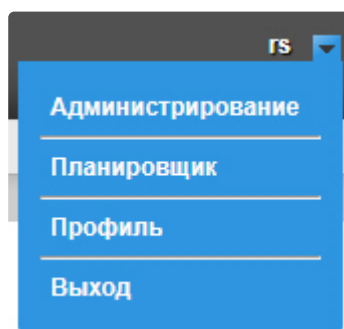 rs
Администрирование
Планировщик
Профиль
Выход